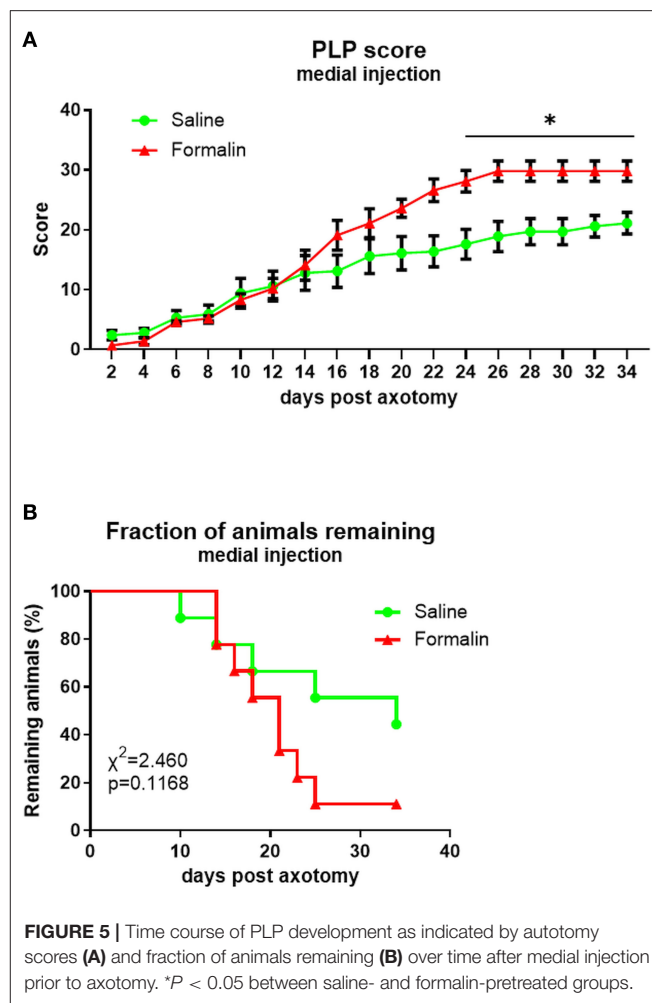 A
PLP score
medial injection
Saline
Formalin
*
40
30
20
10
0
Score
2 4 6 8 10 12 14 16 18 20 22 24 26 28 30 32 34
days post axotomy
B
Fraction of animals remaining
medial injection
Saline
Formalin
100
80
60
40
20
0
Remaining animals (%)
χ²=2.460
p=0.1168
0 10 20 30 40
days post axotomy
FIGURE 5 | Time course of PLP development as indicated by autotomy
scores (A) and fraction of animals remaining (B) over time after medial injection
prior to axotomy. *P < 0.05 between saline- and formalin-pretreated groups.